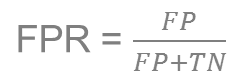 FPR = FP / FP+TN